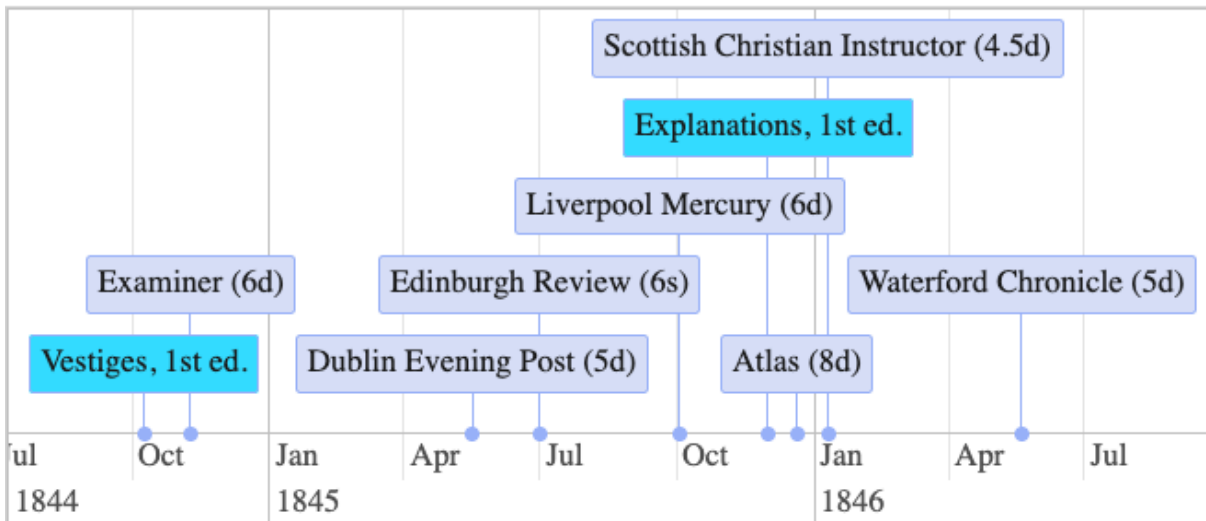 Scottish Christian Instructor (4.5d)
Explanations, 1st ed.
Liverpool Mercury (6d)
Examiner (6d)
Edinburgh Review (6s)
Waterford Chronicle (5d)
Vestiges, 1st ed.
Dublin Evening Post (5d)
Atlas (8d)
Jul Oct Jan Apr Jul Oct Jan Apr Jul
1844 1845 1846